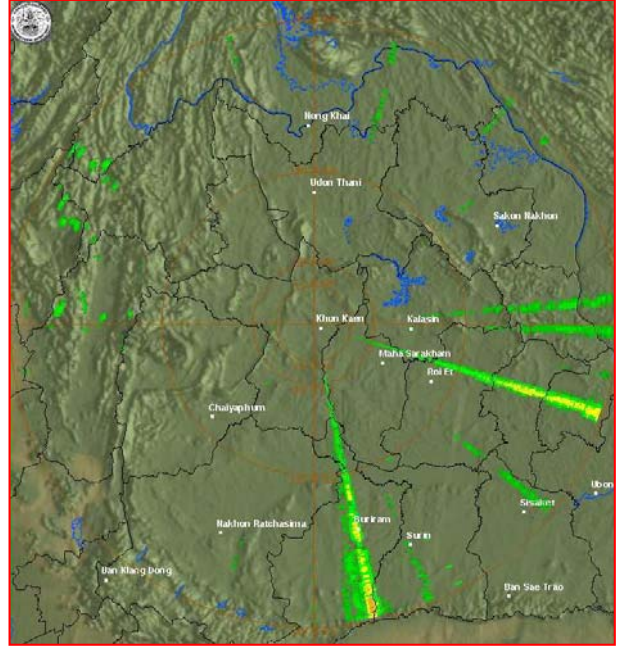 Nong Khai
Udon Thani
Sakon Nakhon
Khon Kaen
Kalasin
Maha Sarakham
Roi Et
Chaiyaphum
Ubon
Sisaket
Nakhon Ratchasima
Buriram
Surin
Ban Klang Dong
Ban Sae Trao